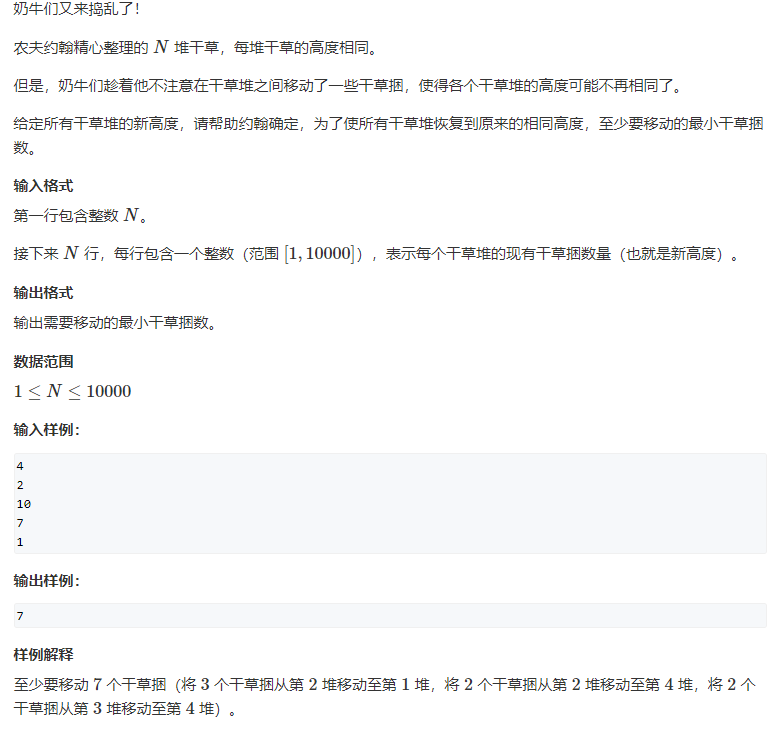 奶牛们又来捣乱了！
农夫约翰精心整理的 N 堆干草，每堆干草的高度相同。
但是，奶牛们趁着他不注意在干草堆之间移动了一些干草捆，使得各个干草堆的高度可能不再相同了。
给定所有干草堆的新高度，请帮助约翰确定，为了使所有干草堆恢复到原来的相同高度，至少要移动的最小干草捆
数。
输入格式
第一行包含整数 N。
接下来 N 行，每行包含一个整数（范围 [1, 10000]），表示每个干草堆的现有干草捆数量（也就是新高度）。
输出格式
输出需要移动的最小干草捆数。
数据范围
1 ≤ N ≤ 10000
输入样例：
4
2
10
7
1
输出样例：
7
样例解释
至少要移动 7 个干草捆（将 3 个干草捆从第 2 堆移动至第 1 堆，将 2 个干草捆从第 2 堆移动至第 4 堆，将 2 个
干草捆从第 3 堆移动至第 4 堆）。